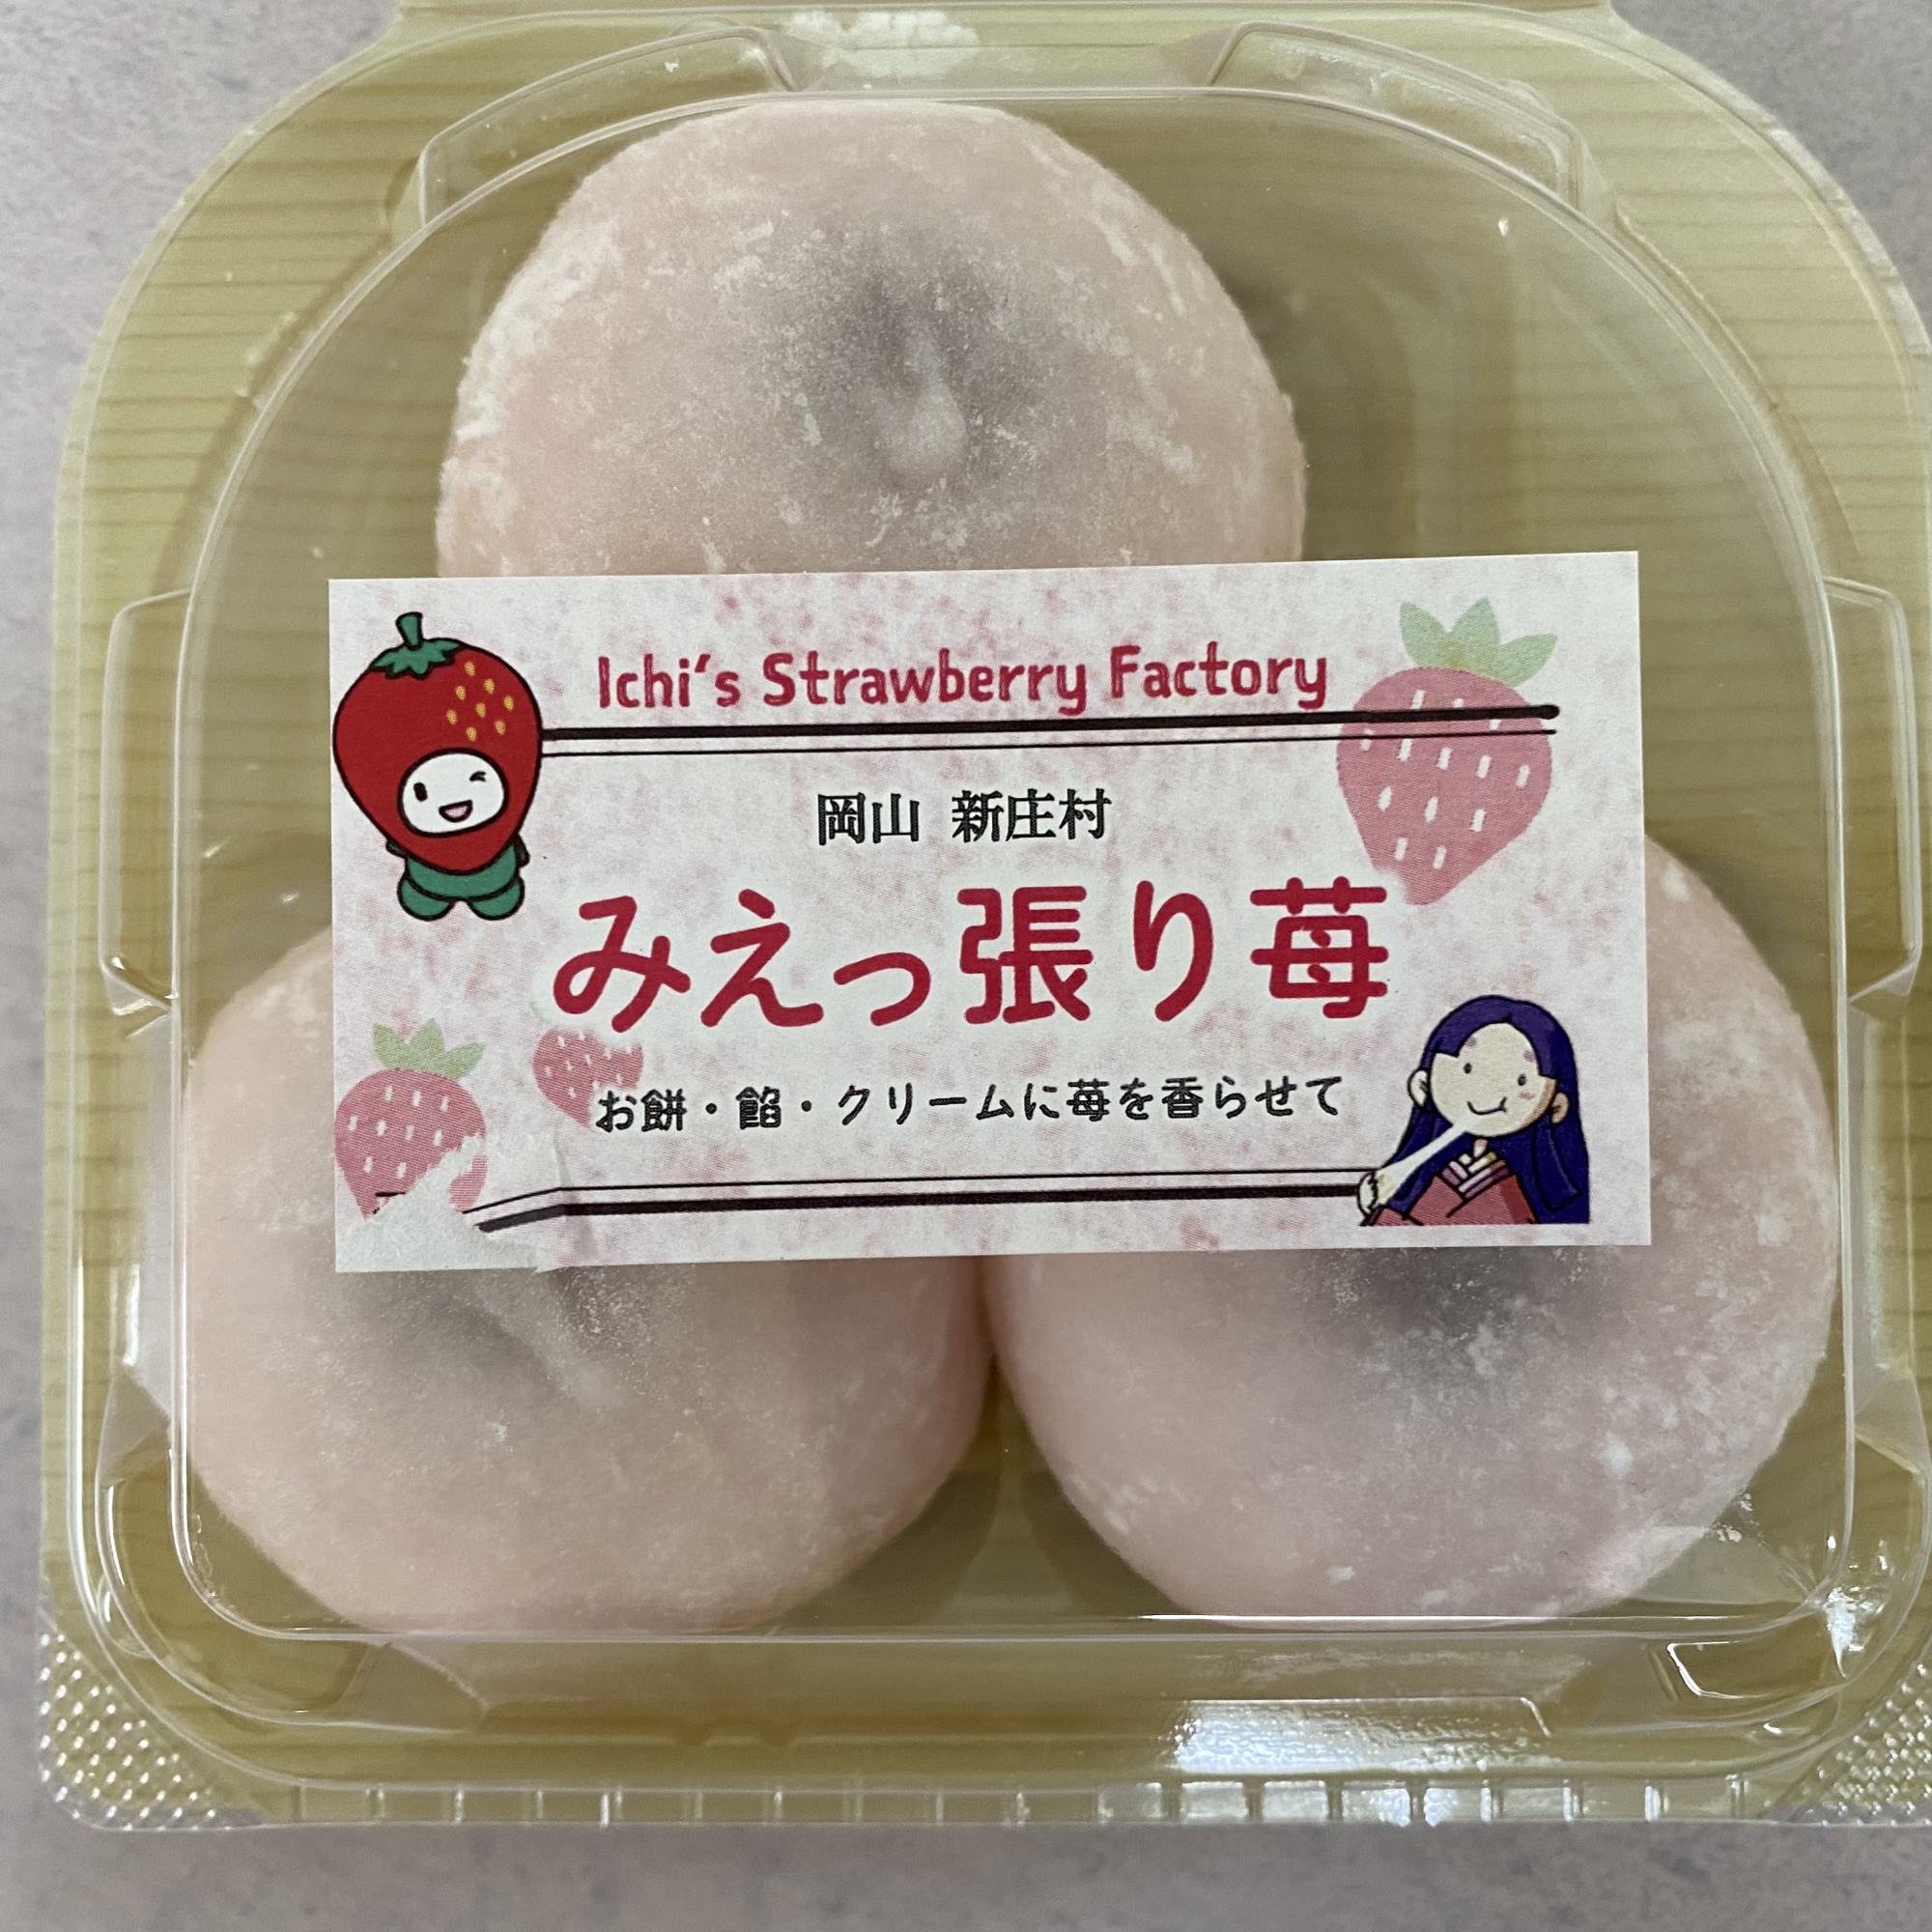 Ichi's Strawberry Factory
岡山 新庄村
みえっ張り苺
お餅・餡・クリームに苺を香らせて